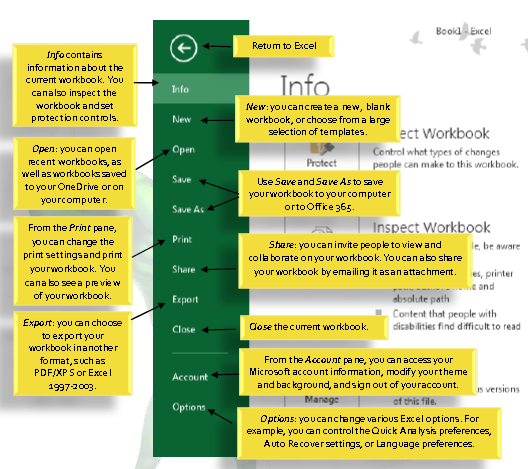 Book1 - Excel
Return to Excel
Info contains
information about the
current workbook. You
can also inspect the
workbook and set
protection controls.
Info
Info
New
New: you can create a new, blank
workbook, or choose from a large
selection of templates.
ect Workbook
Control what types of changes
people can make to this workbook.
Protect
Open: you can open
recent workbooks, as
well as workbooks saved
to your OneDrive or on
your computer.
Open
Save
Save As
Use Save and Save As to save
your workbook to your computer
or to Office 365.
From the Print pane,
you can change the
print settings and print
your workbook. You
can also see a preview
of your workbook.
Print
Inspect Workbook
le, be aware
Share
Share: you can invite people to view and
collaborate on your workbook. You can also share
your workbook by emailing it as an attachment.
ies, printer
me and
absolute path
Content that people with
disabilities find difficult to read
Export: you can choose
to export your
workbook in another
format, such as
PDF/XPS or Excel
1997-2003.
Export
Close
Close the current workbook.
Account
From the Account pane, you can access your
Microsoft account information, modify your theme
and background, and sign out of your account.
us versions
of this file.
Manage
Options
Options: you can change various Excel options. For
example, you can control the Quick Analysis preferences,
Auto Recover settings, or Language preferences.